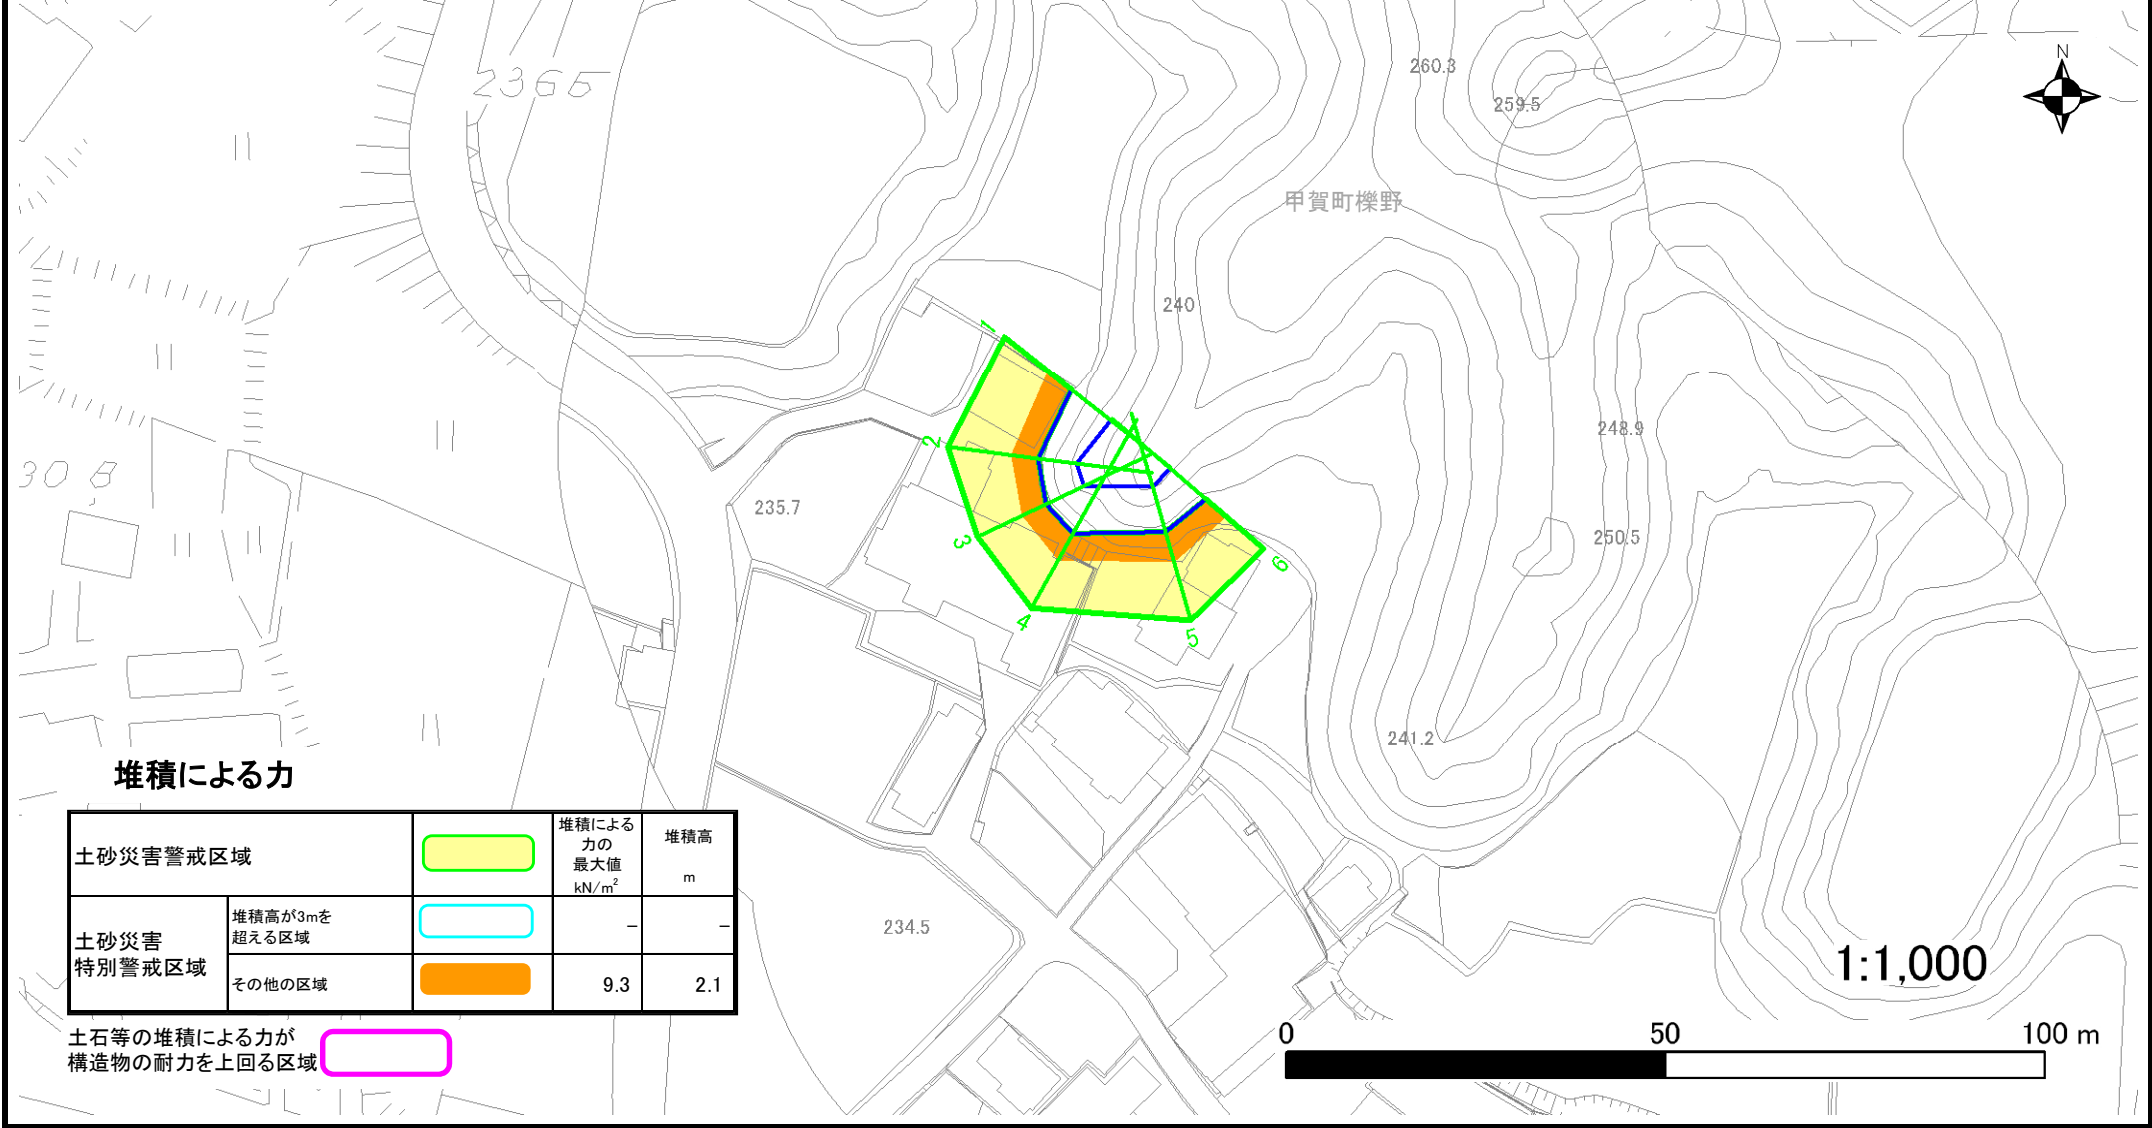 2365
260.3
N
259.5
甲賀町櫟野
240
1
2
248.9
305
235.7
250.5
3
6
4
5
241.2
堆積による力
土砂災害警戒区域
堆積による
力の
最大値
kN/m²
堆積高
m
土砂災害
特別警戒区域
堆積高が3mを
超える区域
-
-
その他の区域
9.3
2.1
234.5
1:1,000
土石等の堆積による力が
構造物の耐力を上回る区域
0
50
100 m